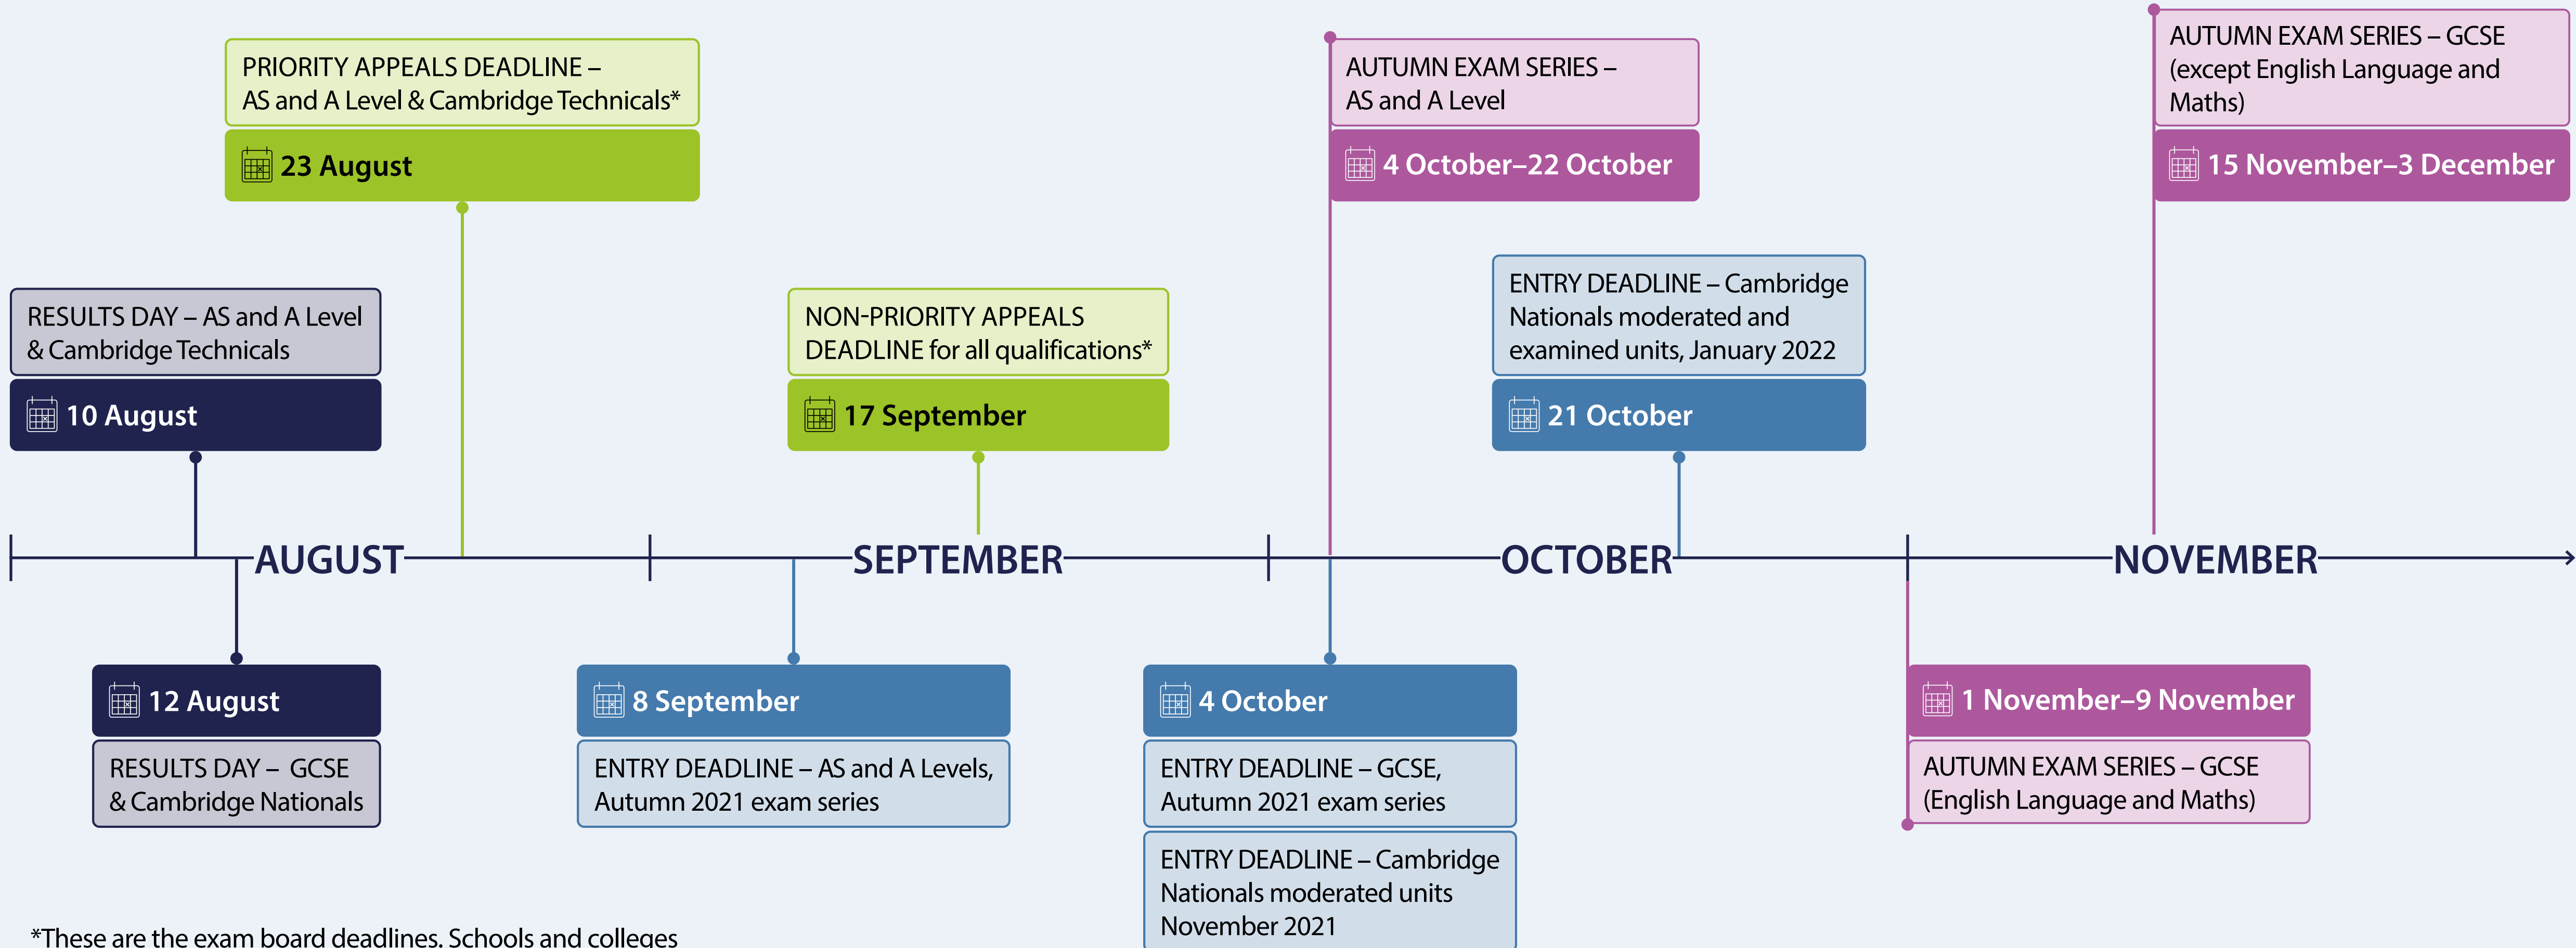 PRIORITY APPEALS DEADLINE –
AS and A Level & Cambridge Technicals*
23 August
AUTUMN EXAM SERIES –
AS and A Level
4 October–22 October
AUTUMN EXAM SERIES – GCSE
(except English Language and
Maths)
15 November–3 December
RESULTS DAY – AS and A Level
& Cambridge Technicals
10 August
NON-PRIORITY APPEALS
DEADLINE for all qualifications*
17 September
ENTRY DEADLINE – Cambridge
Nationals moderated and
examined units, January 2022
21 October
AUGUST
SEPTEMBER
OCTOBER
NOVEMBER
12 August
RESULTS DAY – GCSE
& Cambridge Nationals
8 September
ENTRY DEADLINE – AS and A Levels,
Autumn 2021 exam series
4 October
ENTRY DEADLINE – GCSE,
Autumn 2021 exam series
ENTRY DEADLINE – Cambridge
Nationals moderated units
November 2021
1 November–9 November
AUTUMN EXAM SERIES – GCSE
(English Language and Maths)
*These are the exam board deadlines. Schools and colleges